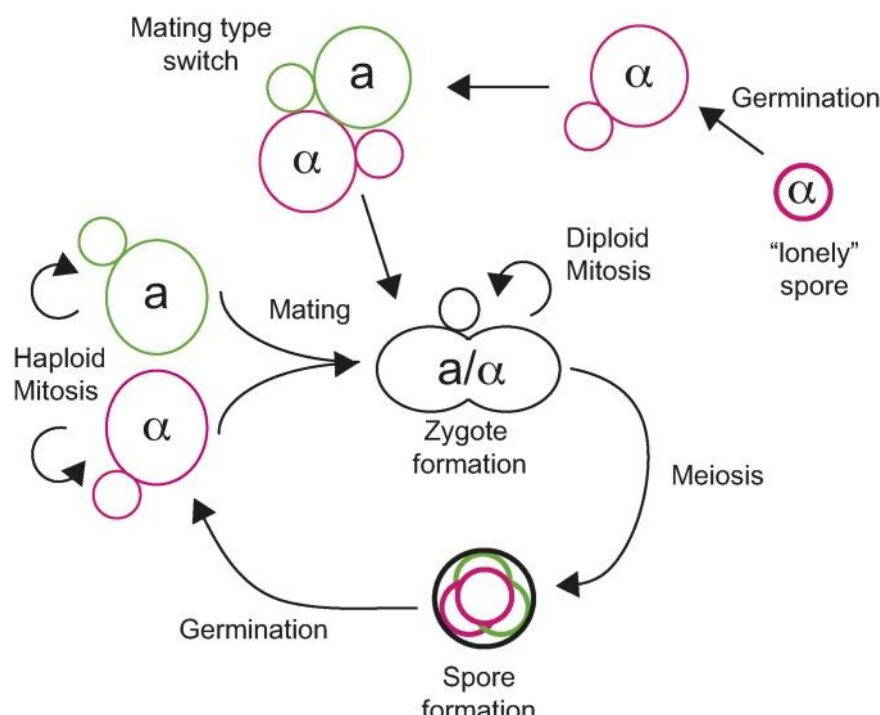 Mating type
switch
a
α
α
Germination
α
"lonely"
spore
Diploid
Mitosis
a
Mating
Haploid
Mitosis
α
a/α
Zygote
formation
Meiosis
Germination
Spore
formation